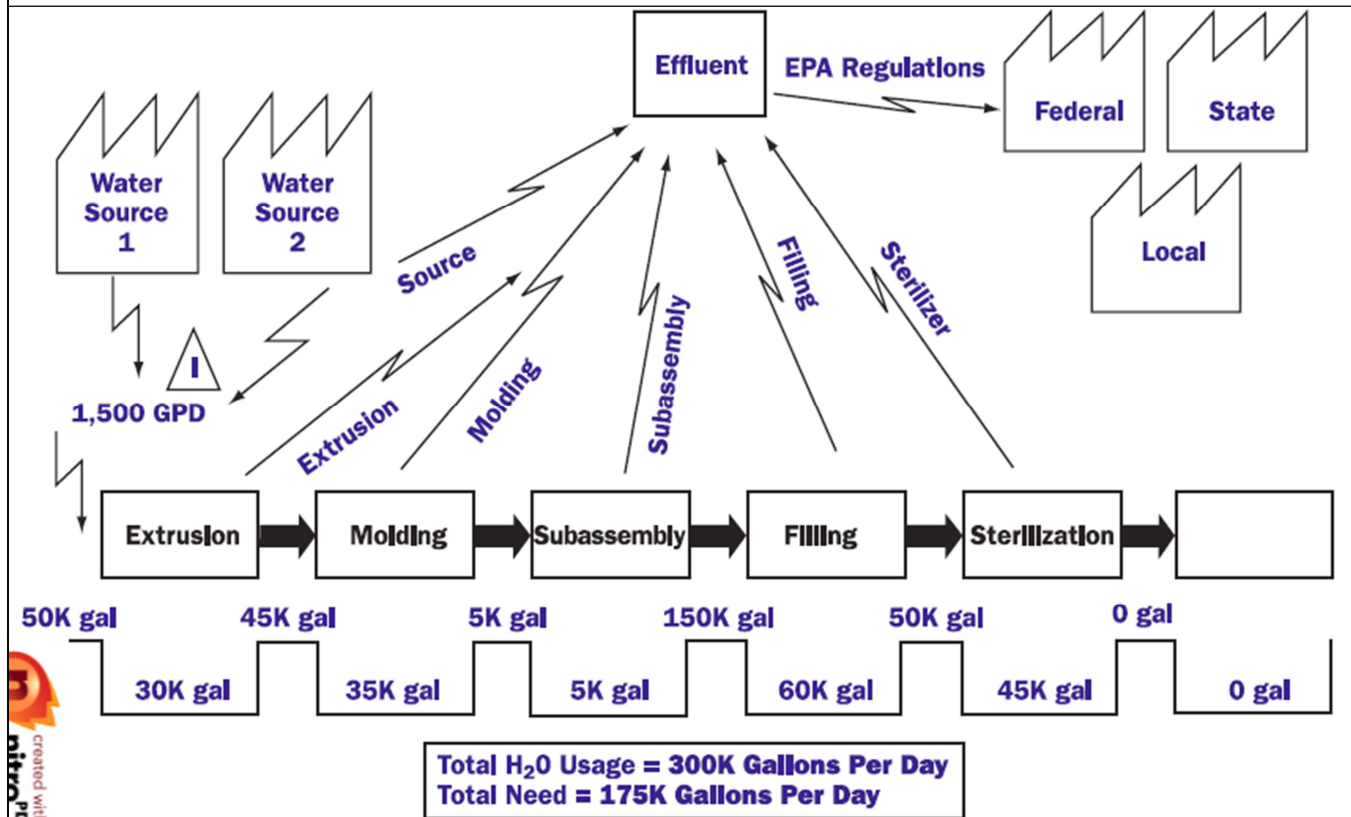 Effluent
EPA Regulations
Federal
State
Local
Water
Source
1
Water
Source
2
Source
Extrusion
Molding
Subassembly
Filling
Sterilizer
I
1,500 GPD
Extrusion
Molding
Subassembly
Filling
Sterilization
50K gal
45K gal
5K gal
150K gal
50K gal
0 gal
30K gal
35K gal
5K gal
60K gal
45K gal
0 gal
Total H₂0 Usage = 300K Gallons Per Day
Total Need = 175K Gallons Per Day
created with
nitro